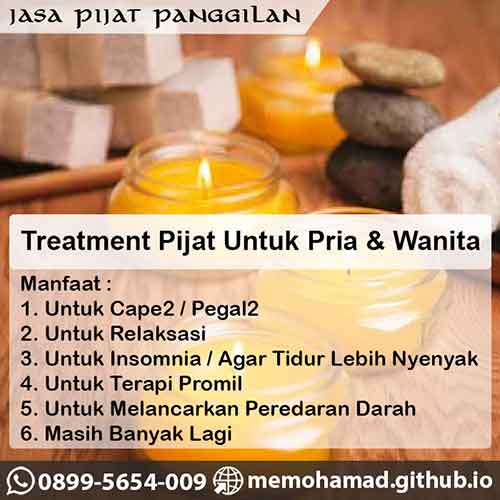 JASA PIJAT PANGGILAN
Treatment Pijat Untuk Pria & Wanita
Manfaat :
1. Untuk Cape2 / Pegal2
2. Untuk Relaksasi
3. Untuk Insomnia / Agar Tidur Lebih Nyenyak
4. Untuk Terapi Promil
5. Untuk Melancarkan Peredaran Darah
6. Masih Banyak Lagi
0899-5654-009 memohamad.github.io